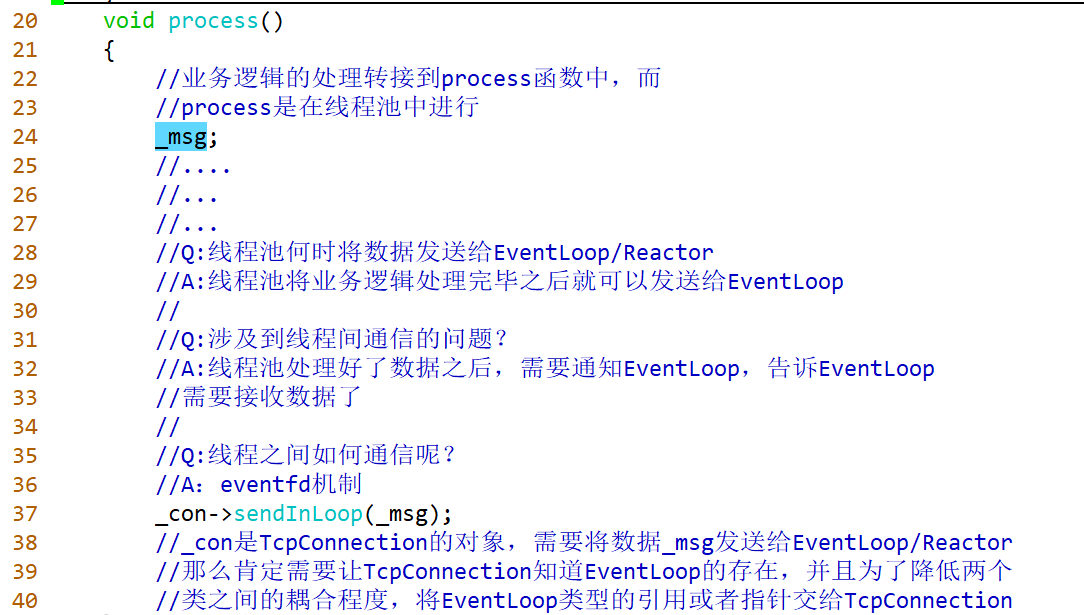 20 void process()
21 {
22 //业务逻辑的处理转接到process函数中，而
23 //process是在线程池中进行
24 _msg;
25 //....
26 //...
27 //...
28 //Q:线程池何时将数据发送给EventLoop/Reactor
29 //A:线程池将业务逻辑处理完毕之后就可以发送给EventLoop
30 //
31 //Q:涉及到线程间通信的问题？
32 //A:线程池处理好了数据之后，需要通知EventLoop，告诉EventLoop
33 //需要接收数据了
34 //
35 //Q:线程之间如何通信呢？
36 //A：eventfd机制
37 _con->sendInLoop(_msg);
38 //_con是TcpConnection的对象，需要将数据_msg发送给EventLoop/Reactor
39 //那么肯定需要让TcpConnection知道EventLoop的存在，并且为了降低两个
40 //类之间的耦合程度，将EventLoop类型的引用或者指针交给TcpConnection